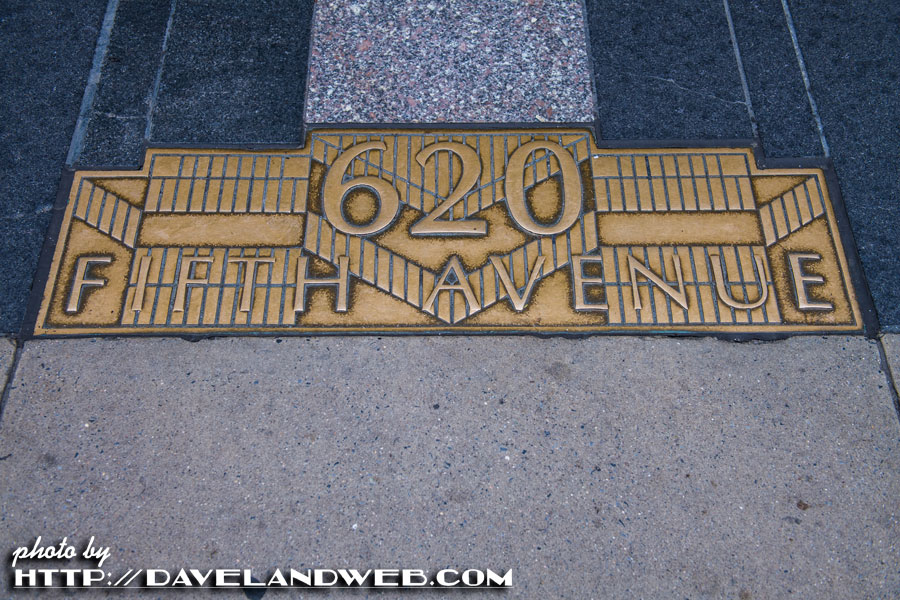 620
FIFTH AVENUE
photo by
HTTP://DAVELANDWEB.COM